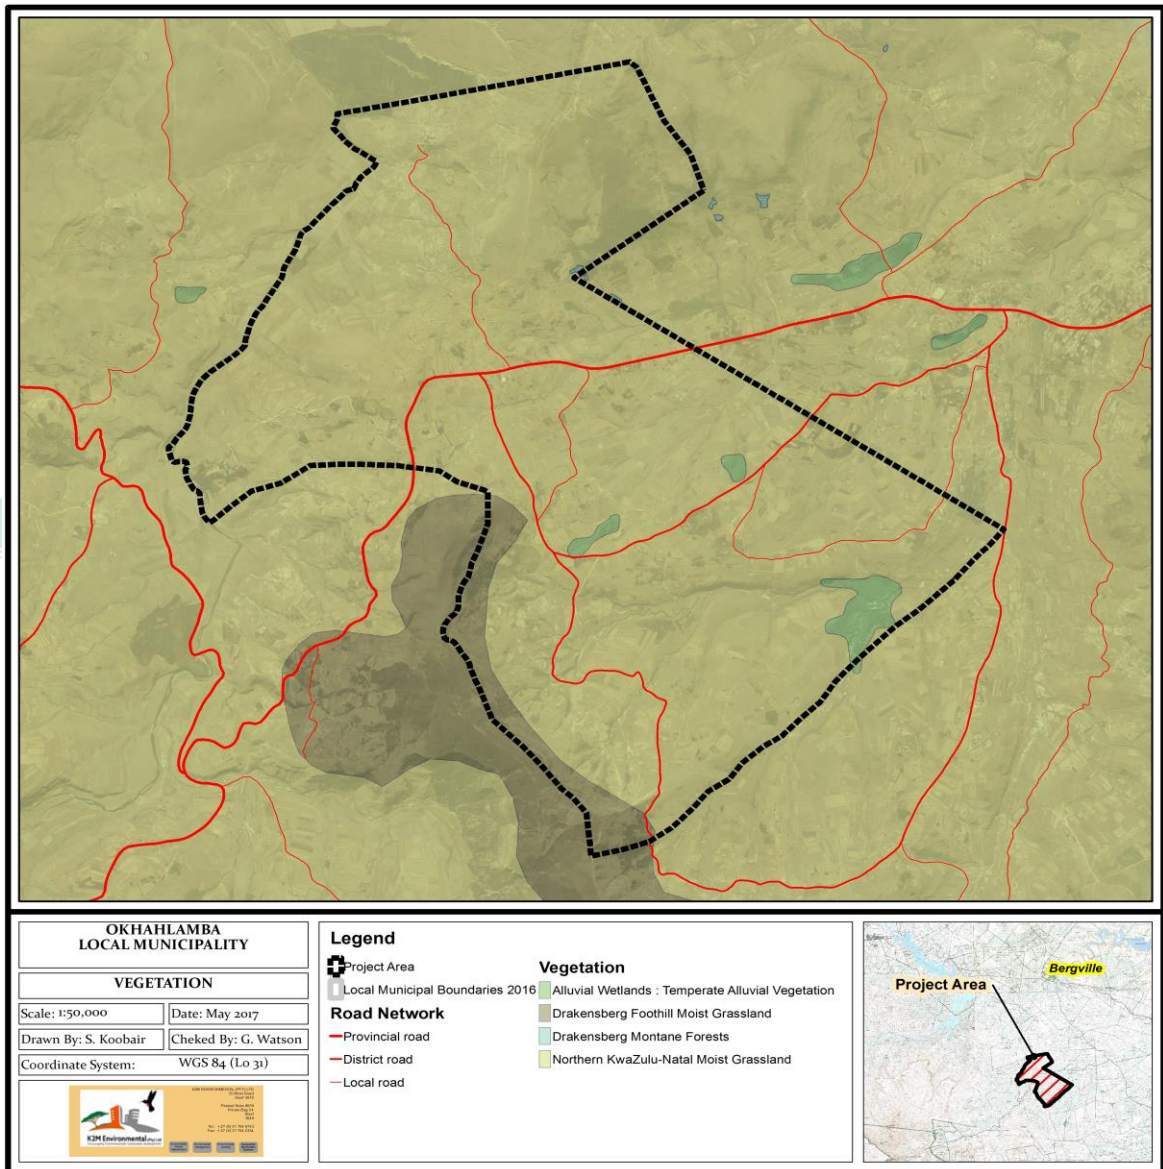 OKHAHLAMBA
LOCAL MUNICIPALITY
VEGETATION
Scale: 1:50,000
Date: May 2017
Drawn By: S. Koobair
Cheked By: G. Watson
Coordinate System: WGS 84 (Lo 31)
K2M Environmental (Pty) Ltd
Legend
Project Area
Local Municipal Boundaries 2016
Road Network
Provincial road
District road
Local road
Vegetation
Alluvial Wetlands : Temperate Alluvial Vegetation
Drakensberg Foothill Moist Grassland
Drakensberg Montane Forests
Northern KwaZulu-Natal Moist Grassland
Bergville
Project Area